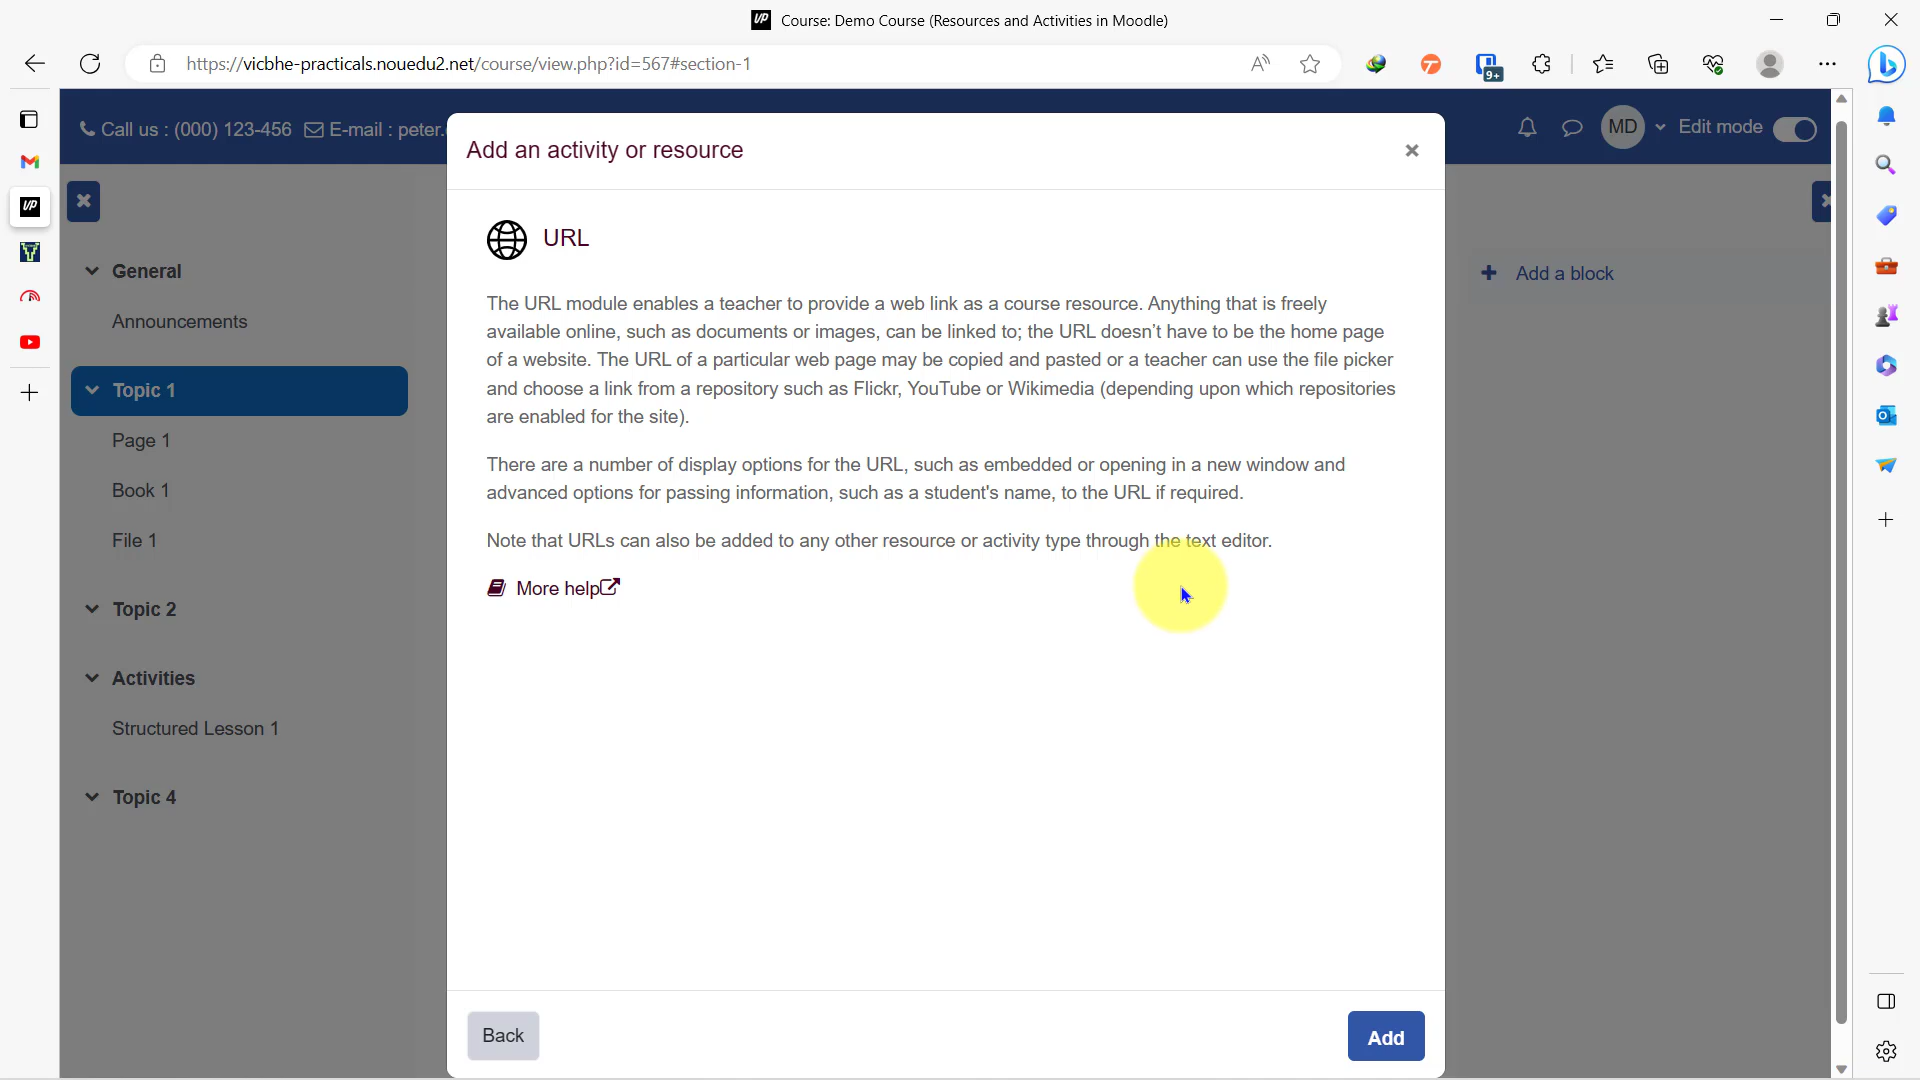 Course: Demo Course (Resources and Activities in Moodle)
https://vicbhe-practicals.nouedu2.net/course/view.php?id=567#section-1
9+
Call us : (000) 123-456 E-mail : peter.
MD Edit mode
Add an activity or resource
URL
The URL module enables a teacher to provide a web link as a course resource. Anything that is freely
available online, such as documents or images, can be linked to; the URL doesn't have to be the home page
of a website. The URL of a particular web page may be copied and pasted or a teacher can use the file picker
and choose a link from a repository such as Flickr, YouTube or Wikimedia (depending upon which repositories
are enabled for the site).
There are a number of display options for the URL, such as embedded or opening in a new window and
advanced options for passing information, such as a student's name, to the URL if required.
Note that URLs can also be added to any other resource or activity type through the text editor.
More help
Back
Add
General
Announcements
Topic 1
Page 1
Book 1
File 1
Topic 2
Activities
Structured Lesson 1
Topic 4
Add a block